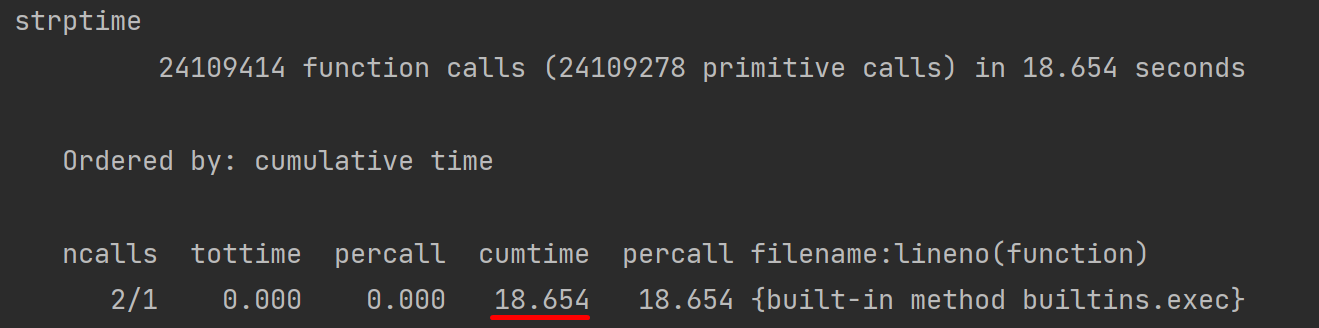 strptime
24109414 function calls (24109278 primitive calls) in 18.654 seconds
Ordered by: cumulative time
ncalls tottime percall cumtime percall filename:lineno(function)
2/1 0.000 0.000 18.654 18.654 {built-in method builtins.exec}